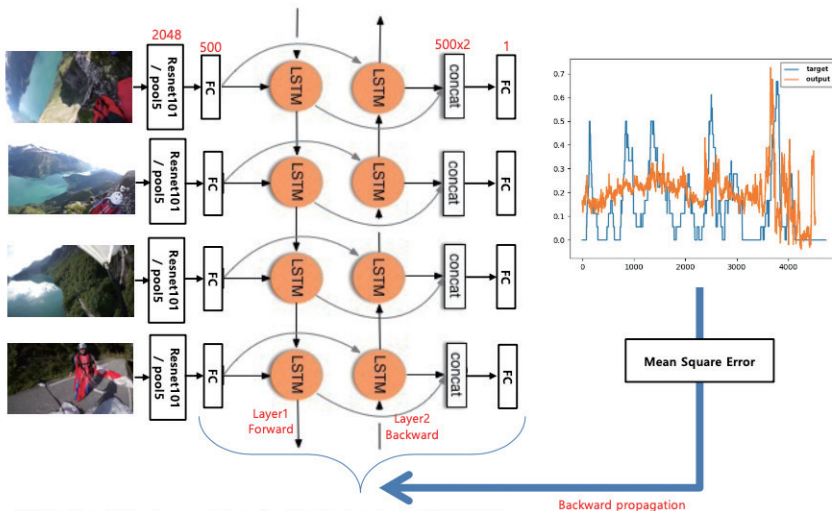 2048
500
500x2
1
Resnet101
/ pool5
FC
LSTM
LSTM
concat
FC
Resnet101
/ pool5
FC
LSTM
LSTM
concat
FC
Resnet101
/ pool5
FC
LSTM
LSTM
concat
FC
Resnet101
/ pool5
FC
LSTM
LSTM
concat
FC
Layer1
Forward
Layer2
Backward
target
output
0.7
0.6
0.5
0.4
0.3
0.2
0.1
0.0
0
1000
2000
3000
4000
Mean Square Error
Backward propagation